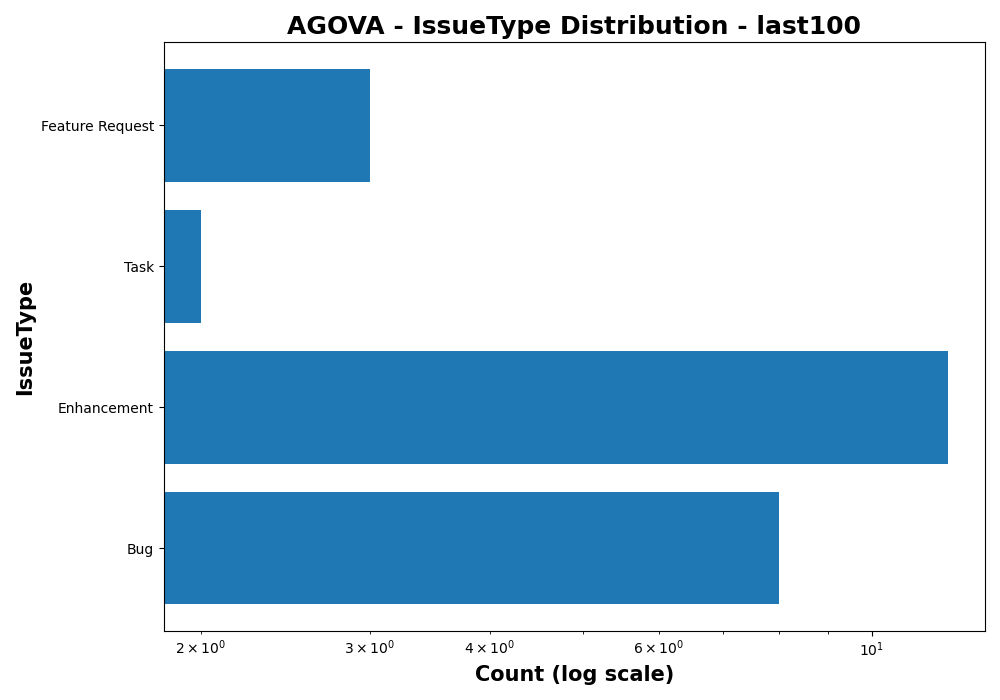 AGOVA - IssueType Distribution - last100
Feature Request
Task
Enhancement
Bug
IssueType
2 × 10⁰
3 × 10⁰
4 × 10⁰
6 × 10⁰
10¹
Count (log scale)